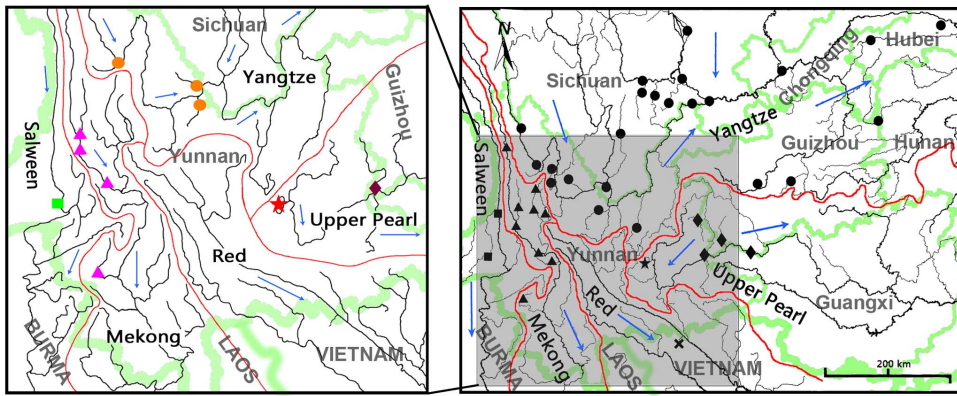 Sichuan
Yangtze
Guizhou
Salween
Yunnan
Upper Pearl
Red
Mekong
BURMA
LAOS
VIETNAM
N
Sichuan
Chongqing
Hubei
Yangtze
Guizhou
Hunan
Salween
Yunnan
Upper Pearl
Guangxi
Red
Mekong
BURMA
LAOS
VIETNAM
200 km